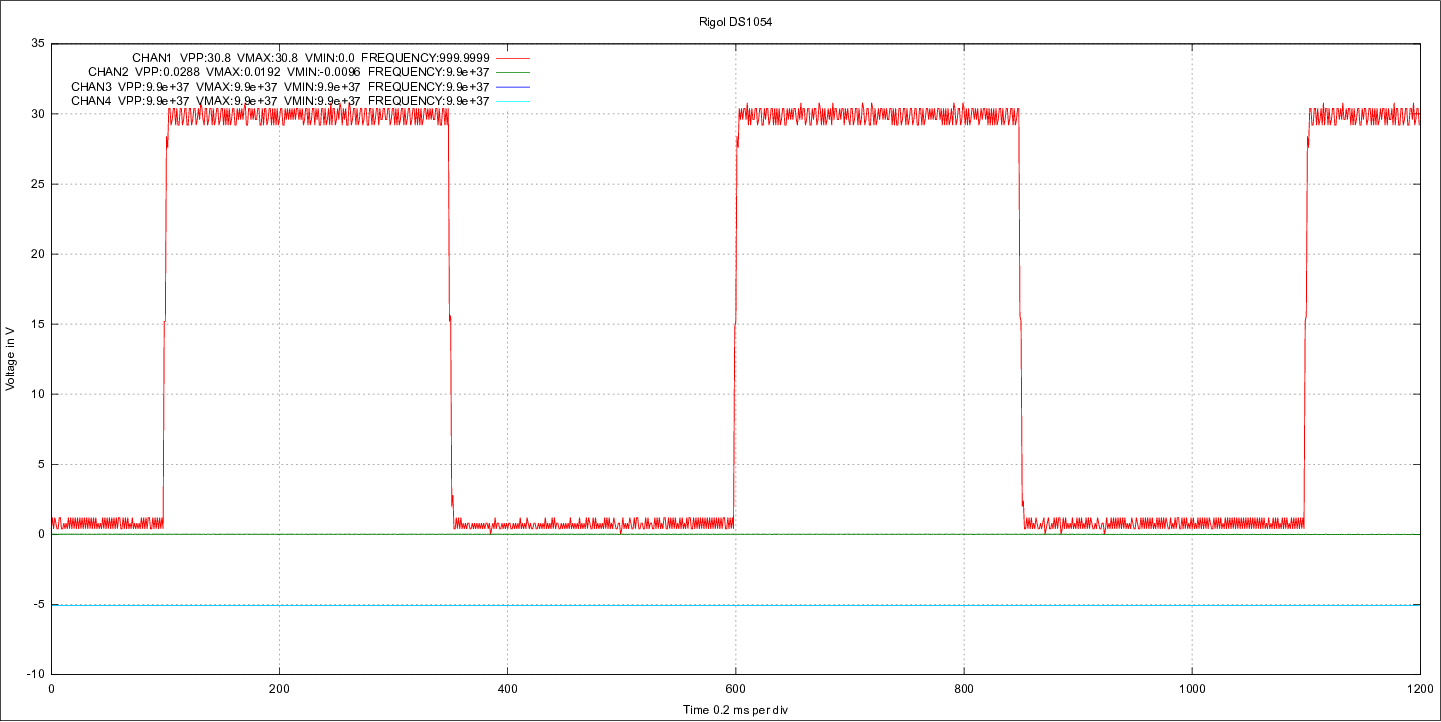 Rigol DS1054
35
CHAN1 VPP:30.8 VMAX:30.8 VMIN:0.0 FREQUENCY:999.9999
CHAN2 VPP:0.0288 VMAX:0.0192 VMIN:-0.0096 FREQUENCY:9.9e+37
CHAN3 VPP:9.9e+37 VMAX:9.9e+37 VMIN:9.9e+37 FREQUENCY:9.9e+37
CHAN4 VPP:9.9e+37 VMAX:9.9e+37 VMIN:9.9e+37 FREQUENCY:9.9e+37
30
25
20
15
Voltage in V
10
5
0
-5
-10
0 200 400 600 800 1000 1200
Time 0.2 ms per div